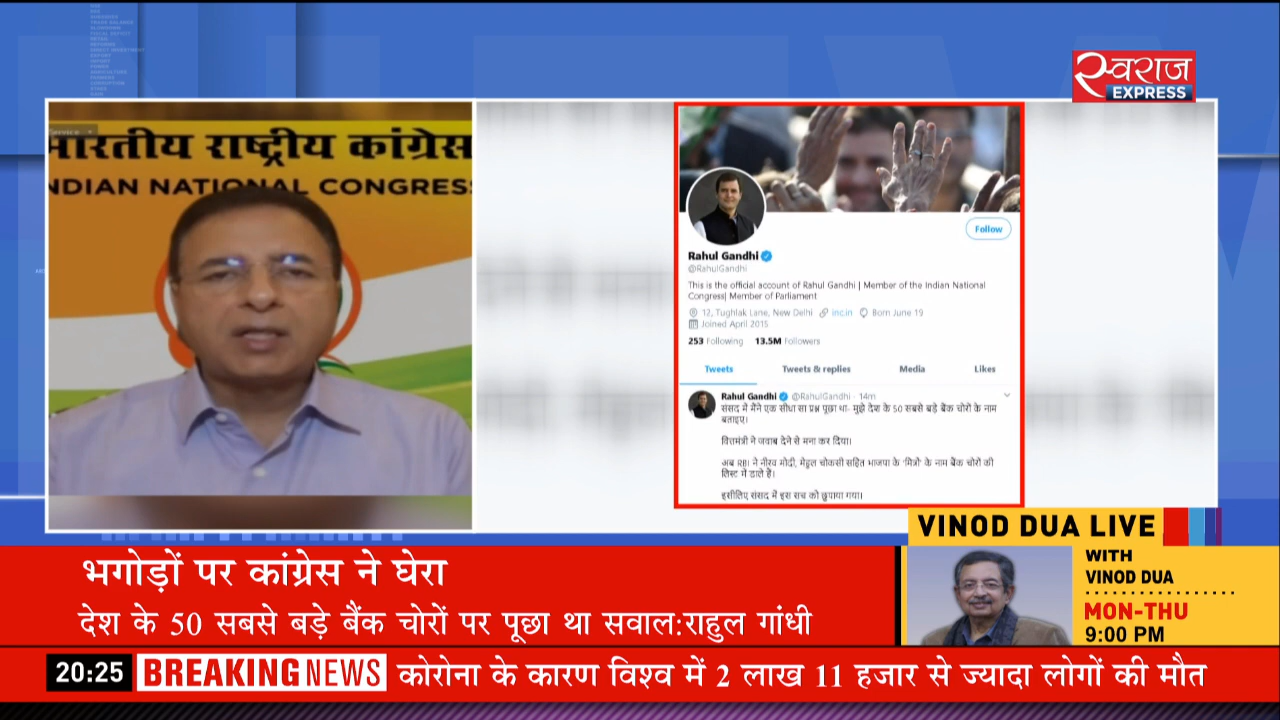 स्वराज
EXPRESS
भारतीय राष्ट्रीय कांग्रेस
INDIAN NATIONAL CONGRESS
Follow
Rahul Gandhi
@RahulGandhi
This is the official account of Rahul Gandhi | Member of the Indian National
Congress| Member of Parliament
12, Tughlak Lane, New Delhi inc.in Born June 19
Joined April 2015
253 Following 13.5M Followers
Tweets Tweets & replies Media Likes
Rahul Gandhi @RahulGandhi · 14m
संसद में मैंने एक सीधा सा प्रश्न पूछा था- मुझे देश के 50 सबसे बड़े बैंक चोरों के नाम
बताइए।
वित्तमंत्री ने जवाब देने से मना कर दिया।
अब RBI ने नीरव मोदी, मेहुल चोकसी सहित भाजपा के 'मित्रों' के नाम बैंक चोरों की
लिस्ट में डाले हैं।
इसीलिए संसद में इस सच को छुपाया गया।
VINOD DUA LIVE
WITH
VINOD DUA
MON-THU
9:00 PM
भगोड़ों पर कांग्रेस ने घेरा
देश के 50 सबसे बड़े बैंक चोरों पर पूछा था सवाल:राहुल गांधी
20:25 BREAKING NEWS कोरोना के कारण विश्व में 2 लाख 11 हजार से ज्यादा लोगों की मौत